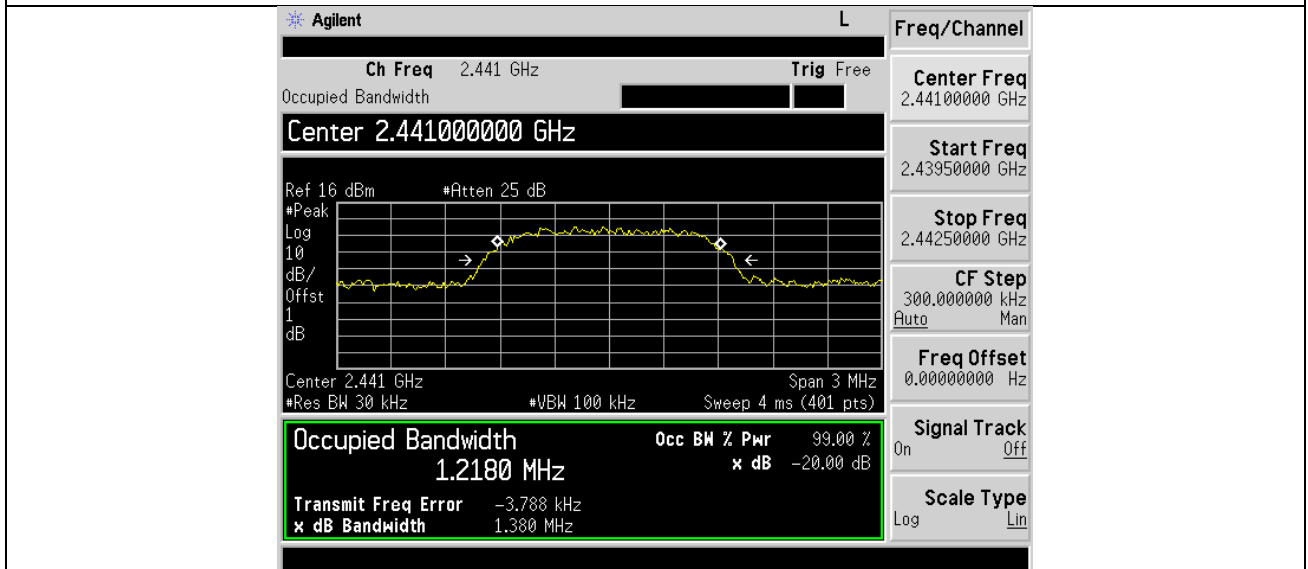 Agilent L
Ch Freq 2.441 GHz Trig Free
Occupied Bandwidth
Center 2.441000000 GHz
Ref 16 dBm #Atten 25 dB
#Peak
Log
10
dB/
Offst
1
dB
Center 2.441 GHz Span 3 MHz
#Res BW 30 kHz #VBW 100 kHz Sweep 4 ms (401 pts)
Occupied Bandwidth Occ BW % Pwr 99.00 %
1.2180 MHz x dB -20.00 dB
Transmit Freq Error -3.788 kHz
x dB Bandwidth 1.380 MHz
Freq/Channel
Center Freq
2.44100000 GHz
Start Freq
2.43950000 GHz
Stop Freq
2.44250000 GHz
CF Step
300.000000 kHz
Auto Man
Freq Offset
0.00000000 Hz
Signal Track
On Off
Scale Type
Log Lin